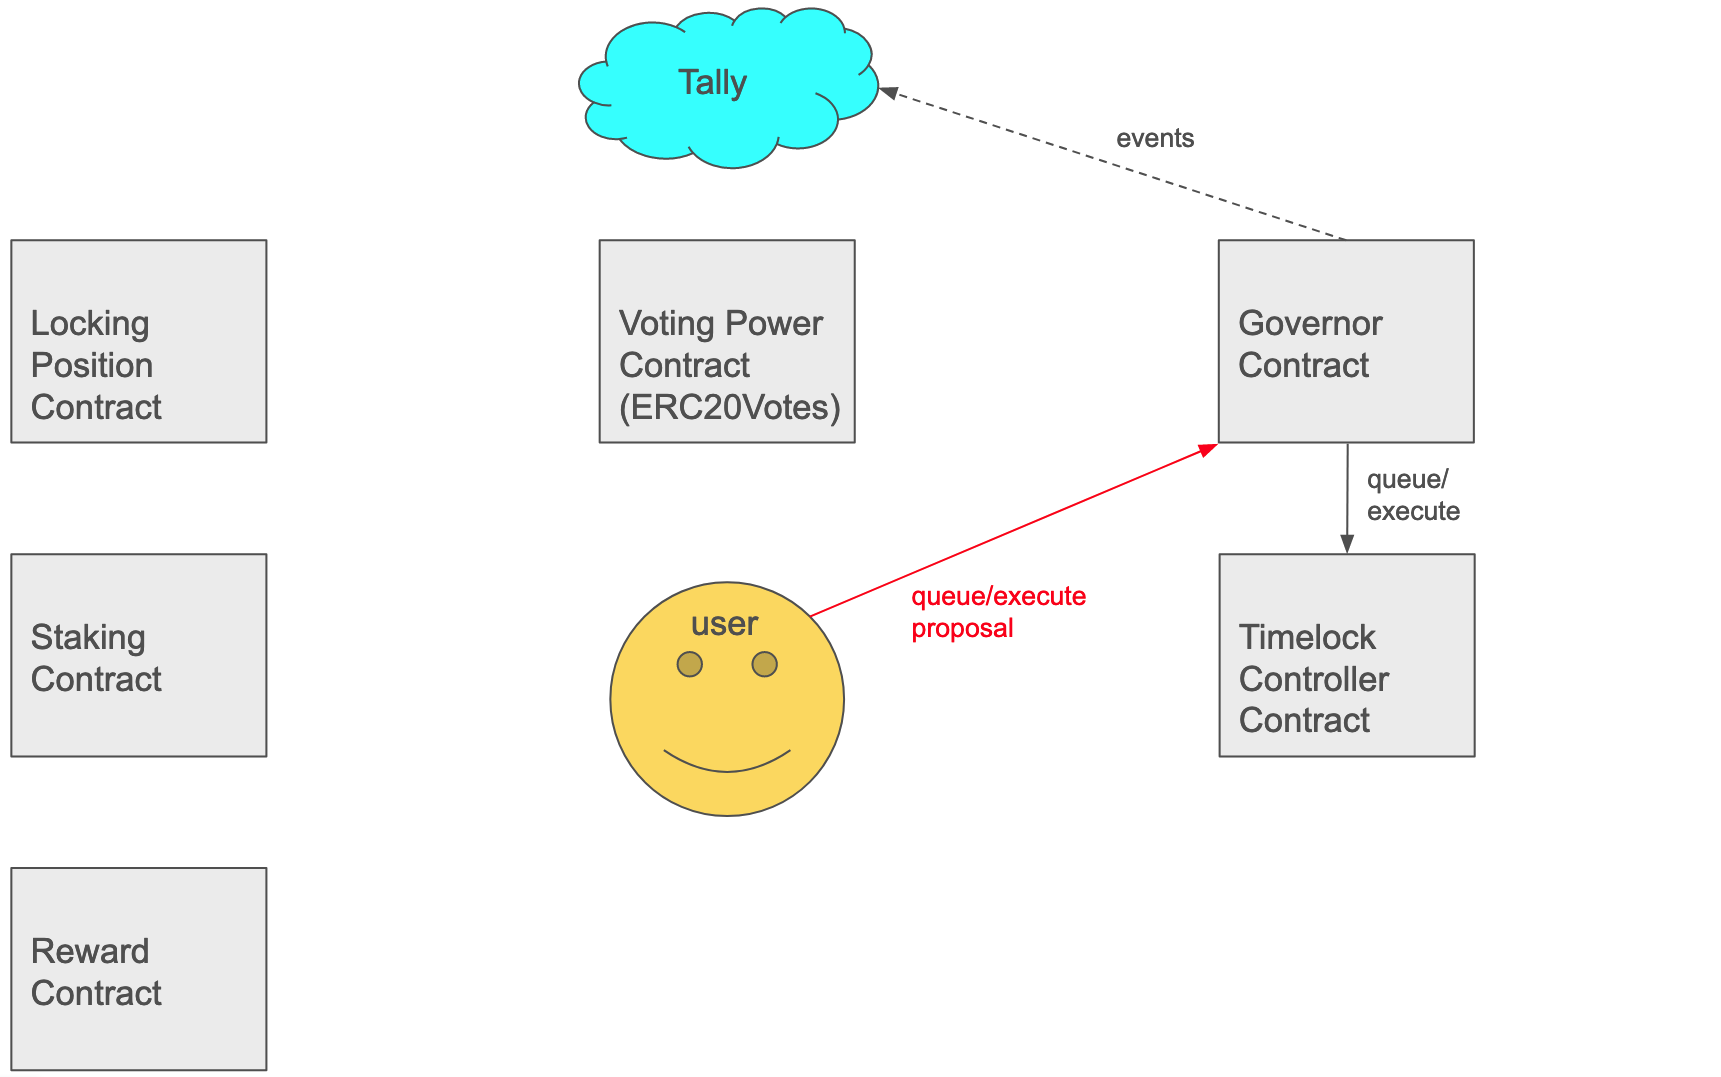 Tally
events
Locking
Position
Contract
Voting Power
Contract
(ERC20Votes)
Governor
Contract
queue/
execute
Staking
Contract
user
queue/execute
proposal
Timelock
Controller
Contract
Reward
Contract